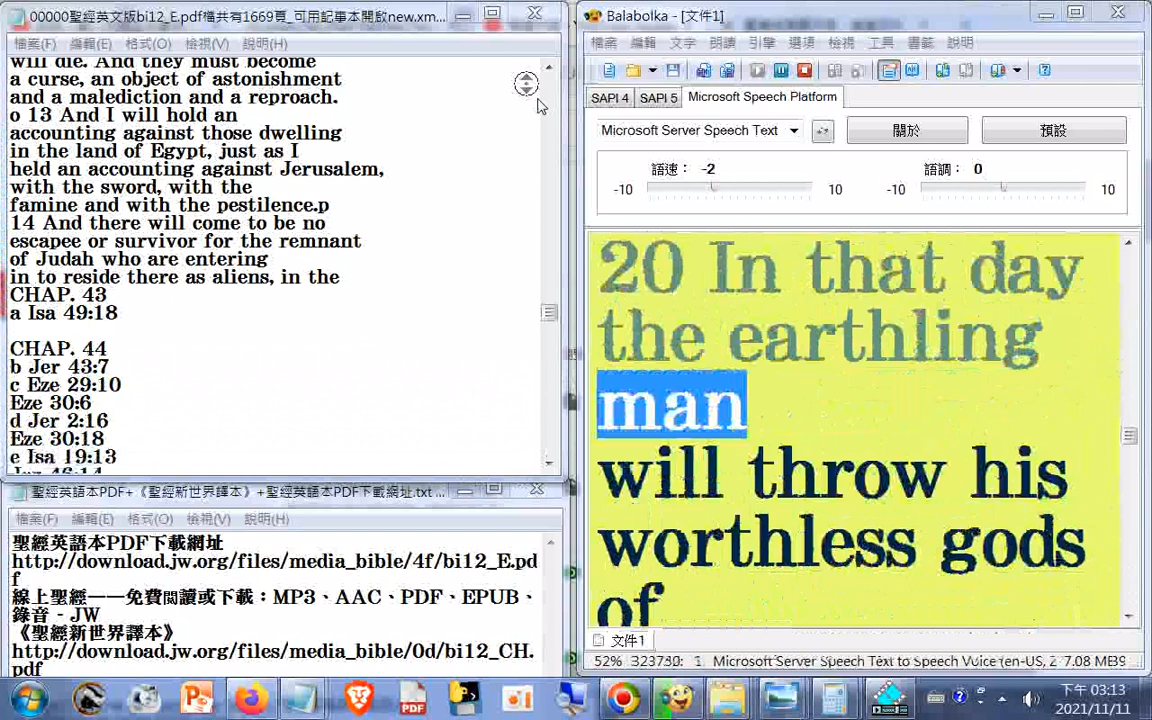 00000聖經英文版bi12_E.pdf檔共有1669頁_可用記事本開啟new.xm...
檔案(F) 編輯(E) 格式(O) 檢視(V) 說明(H)
will die. And they must become
a curse, an object of astonishment
and a malediction and a reproach.
o 13 And I will hold an
accounting against those dwelling
in the land of Egypt, just as I
held an accounting against Jerusalem,
with the sword, with the
famine and with the pestilence.p
14 And there will come to be no
escapee or survivor for the remnant
of Judah who are entering
in to reside there as aliens, in the
CHAP. 43
a Isa 49:18
CHAP. 44
b Jer 43:7
c Eze 29:10
Eze 30:6
d Jer 2:16
Eze 30:18
e Isa 19:13
聖經英語本PDF+《聖經新世界譯本》+聖經英語本PDF下載網址.txt ...
檔案(F) 編輯(E) 格式(O) 檢視(V) 說明(H)
聖經英語本PDF下載網址
http://download.jw.org/files/media_bible/4f/bi12_E.pd
f
線上聖經——免費閱讀或下載：MP3、AAC、PDF、EPUB、
錄音 - JW
《聖經新世界譯本》
http://download.jw.org/files/media_bible/0d/bi12_CH.
pdf
Balabolka - [文件1]
檔案 編輯 文字 朗讀 引擎 選項 檢視 工具 書籤 說明
SAPI 4 SAPI 5 Microsoft Speech Platform
Microsoft Server Speech Text 關於 預設
語速： -2 語調： 0
-10 10 -10 10
20 In that day
the earthling
man
will throw his
worthless gods
of
文件1
52% 323730: 1 Microsoft Server Speech Text to Speech Voice (en-US, Z 7.08 MB
下午 03:13
2021/11/11